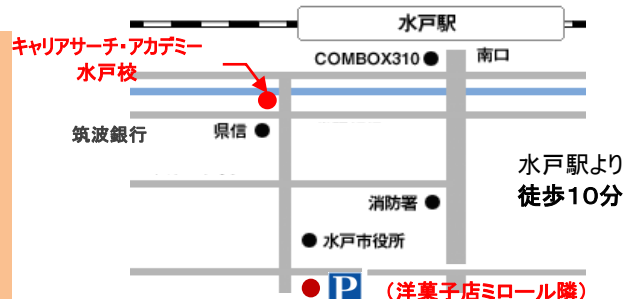 水戸駅
キャリアサーチ・アカデミー
水戸校
COMBOX310
南口
筑波銀行
県信
水戸駅より
徒歩10分
消防署
水戸市役所
P
（洋菓子店ミロール隣）